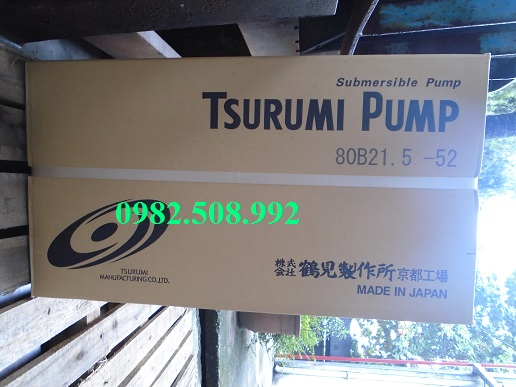 Submersible Pump
TSURUMI PUMP
80B21.5 -52
0982.508.992
TSURUMI
MANUFACTURING CO.,LTD.
株式会社 鶴見製作所 京都工場
MADE IN JAPAN